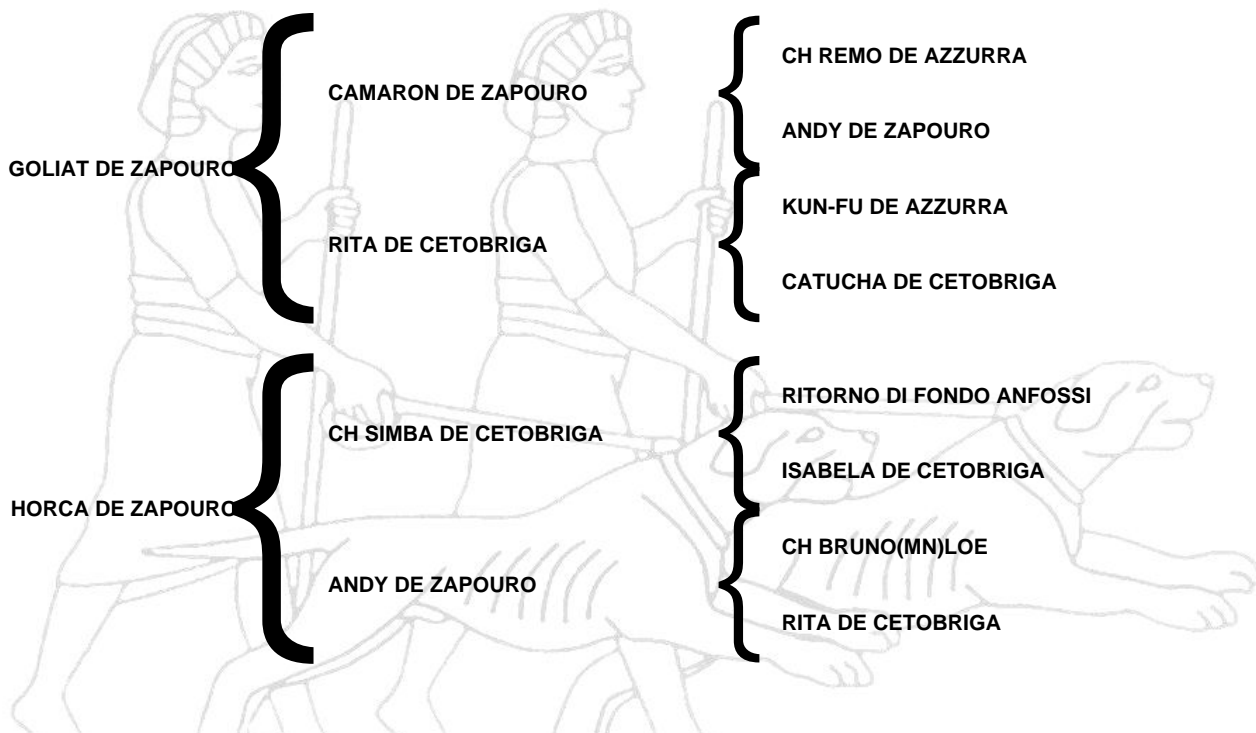 CH REMO DE AZZURRA
CAMARON DE ZAPOURO
ANDY DE ZAPOURO
GOLIAT DE ZAPOURO
KUN-FU DE AZZURRA
RITA DE CETOBRIGA
CATUCHA DE CETOBRIGA
RITORNO DI FONDO ANFOSSI
CH SIMBA DE CETOBRIGA
ISABELA DE CETOBRIGA
HORCA DE ZAPOURO
CH BRUNO(MN)LOE
ANDY DE ZAPOURO
RITA DE CETOBRIGA